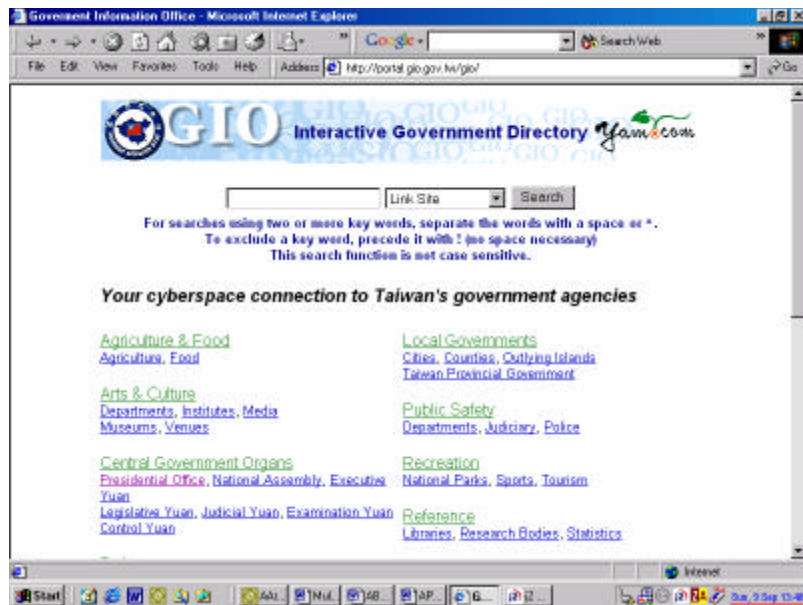 Government Information Office - Microsoft Internet Explorer
Google
Search Web
File Edit View Favorites Tools Help Address http://portal.gio.gov.tw/gio/ Go
GIO Interactive Government Directory yam.com
Link Site Search
For searches using two or more key words, separate the words with a space or *.
To exclude a key word, precede it with ! (no space necessary)
This search function is not case sensitive.
Your cyberspace connection to Taiwan's government agencies
Agriculture & Food
Agriculture, Food
Arts & Culture
Departments, Institutes, Media
Museums, Venues
Central Government Organs
Presidential Office, National Assembly, Executive
Yuan
Legislative Yuan, Judicial Yuan, Examination Yuan
Control Yuan
Local Governments
Cities, Counties, Outlying Islands
Taiwan Provincial Government
Public Safety
Departments, Judiciary, Police
Recreation
National Parks, Sports, Tourism
Reference
Libraries, Research Bodies, Statistics
Internet
Start